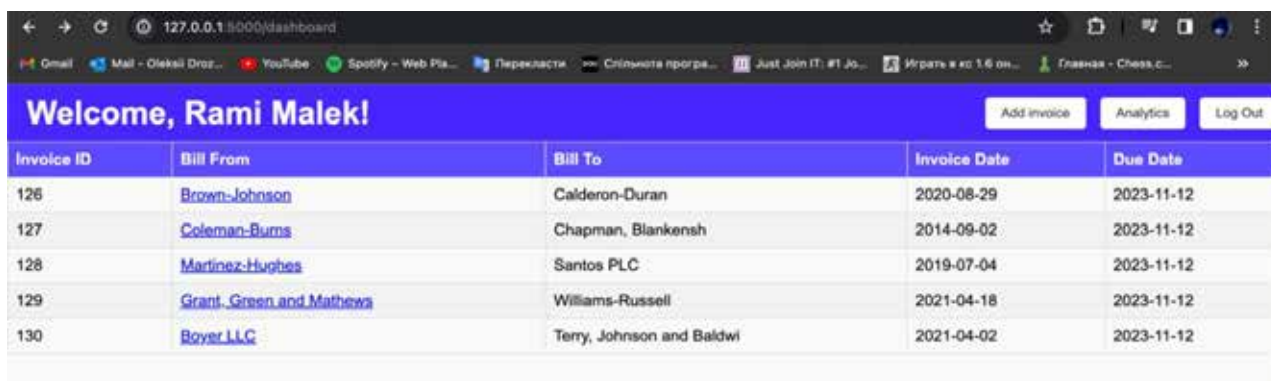 127.0.0.1:5000/dashboard
Gmail Mail - Oleksii Droz... YouTube Spotify – Web Pla... Перекласти Спільнота програ... Just Join IT: #1 Jo... Играть в кс 1.6 он... Главная - Chess.c... »
Welcome, Rami Malek! Add invoice Analytics Log Out
Invoice ID Bill From Bill To Invoice Date Due Date
126 Brown-Johnson Calderon-Duran 2020-08-29 2023-11-12
127 Coleman-Burns Chapman, Blankensh 2014-09-02 2023-11-12
128 Martinez-Hughes Santos PLC 2019-07-04 2023-11-12
129 Grant, Green and Mathews Williams-Russell 2021-04-18 2023-11-12
130 Boyer LLC Terry, Johnson and Baldwi 2021-04-02 2023-11-12